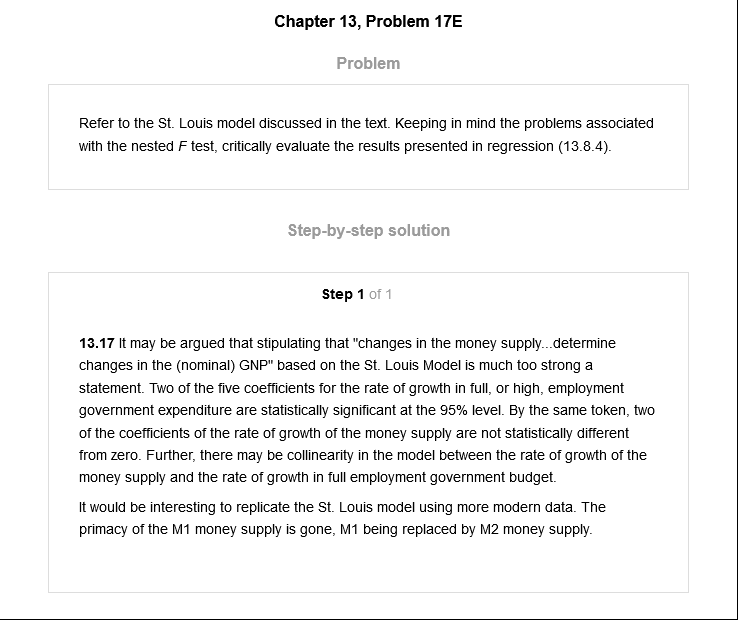 Chapter 13, Problem 17E
Problem
Refer to the St. Louis model discussed in the text. Keeping in mind the problems associated
with the nested F test, critically evaluate the results presented in regression (13.8.4).
Step-by-step solution
Step 1 of 1
13.17 It may be argued that stipulating that "changes in the money supply...determine
changes in the (nominal) GNP" based on the St. Louis Model is much too strong a
statement. Two of the five coefficients for the rate of growth in full, or high, employment
government expenditure are statistically significant at the 95% level. By the same token, two
of the coefficients of the rate of growth of the money supply are not statistically different
from zero. Further, there may be collinearity in the model between the rate of growth of the
money supply and the rate of growth in full employment government budget.
It would be interesting to replicate the St. Louis model using more modern data. The
primacy of the M1 money supply is gone, M1 being replaced by M2 money supply.